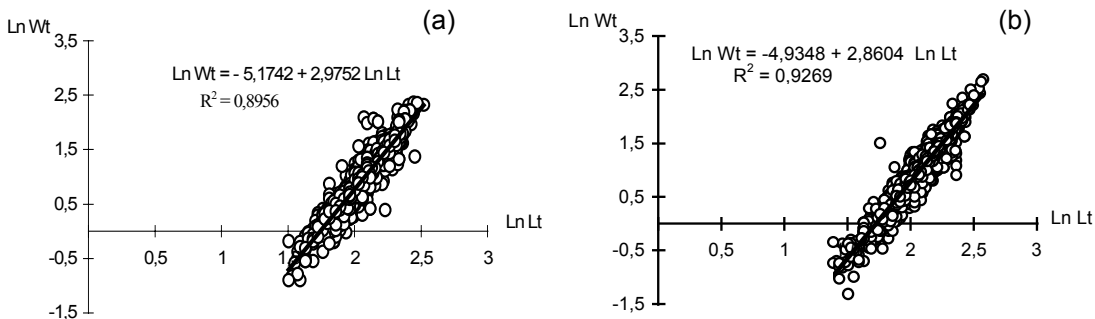 (a)
Ln Wt
3,5
2,5
1,5
0,5
-0,5
-1,5
Ln Wt = - 5,1742 + 2,9752 Ln Lt
R² = 0,8956
Ln Lt
0,5 1 1,5 2 2,5 3
(b)
Ln Wt
3,5
2,5
1,5
0,5
-0,5
-1,5
Ln Wt = -4,9348 + 2,8604 Ln Lt
R² = 0,9269
Ln Lt
0,5 1 1,5 2 2,5 3